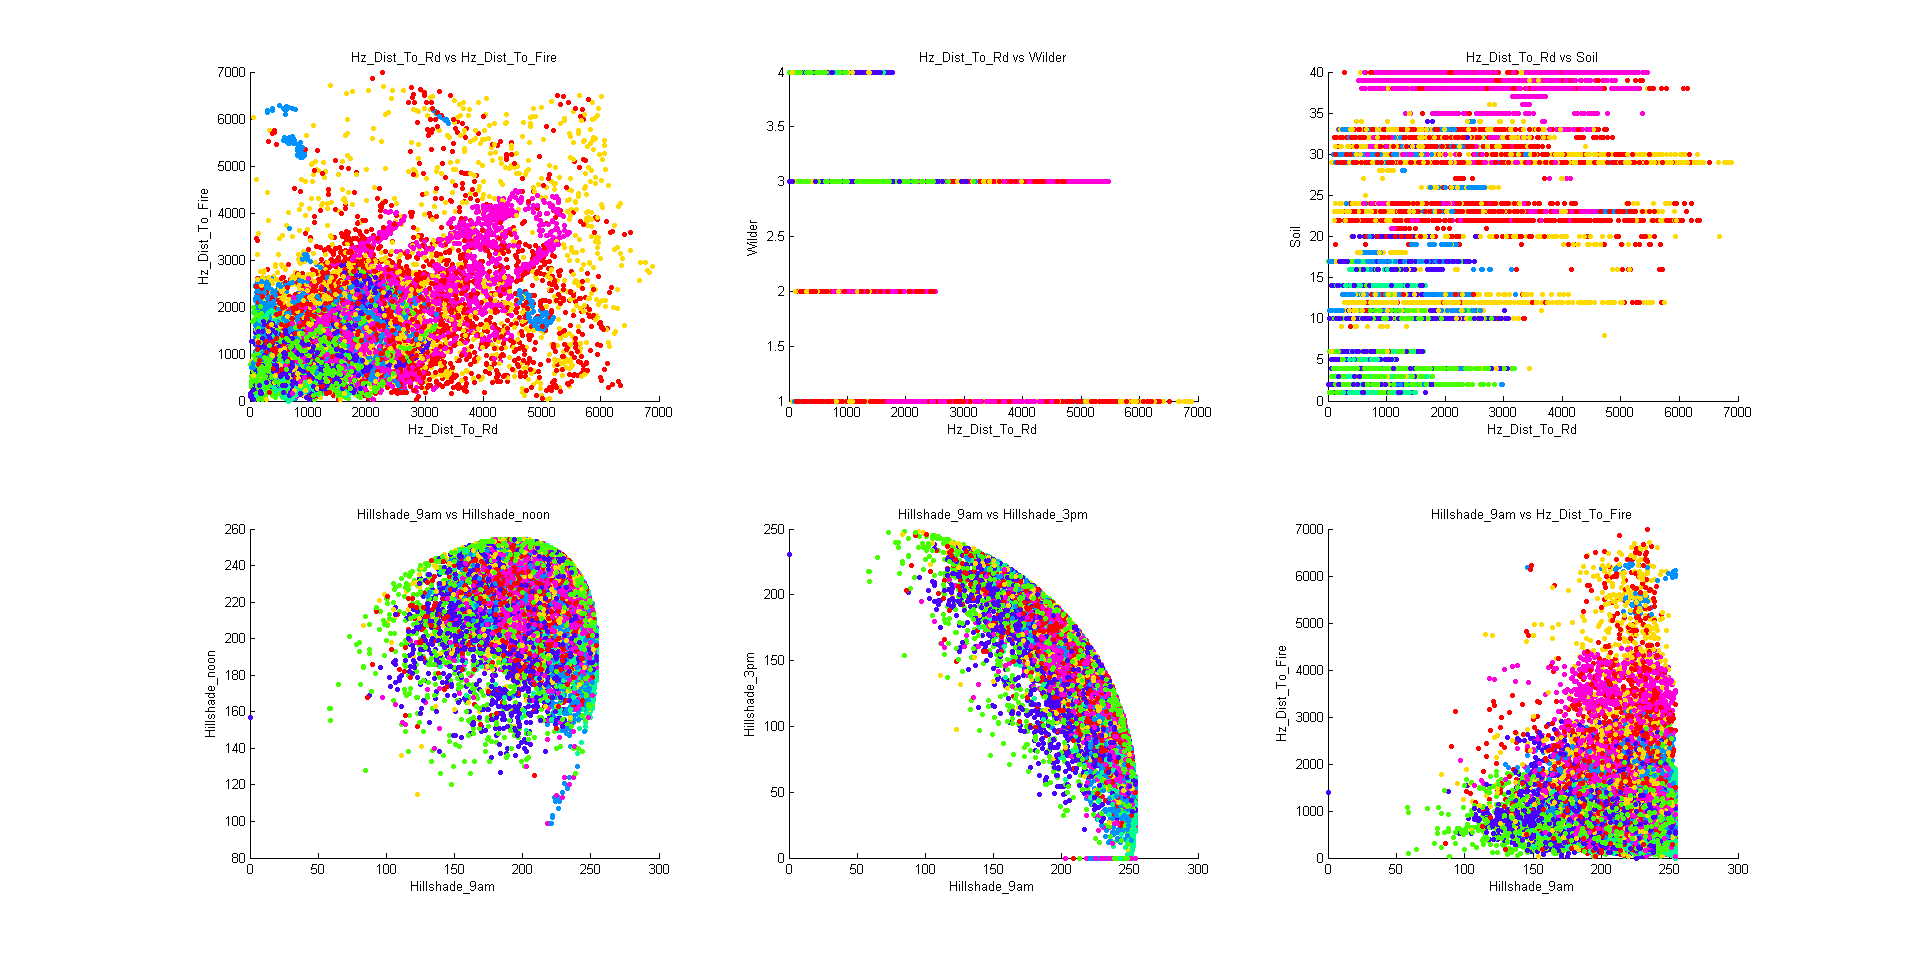 Hz_Dist_To_Rd vs Hz_Dist_To_Fire
7000
6000
5000
4000
3000
2000
1000
0
Hz_Dist_To_Fire
0 1000 2000 3000 4000 5000 6000 7000
Hz_Dist_To_Rd
Hz_Dist_To_Rd vs Wilder
4
3.5
3
2.5
2
1.5
1
Wilder
0 1000 2000 3000 4000 5000 6000 7000
Hz_Dist_To_Rd
Hz_Dist_To_Rd vs Soil
40
35
30
25
20
15
10
5
0
Soil
0 1000 2000 3000 4000 5000 6000 7000
Hz_Dist_To_Rd
Hillshade_9am vs Hillshade_noon
260
240
220
200
180
160
140
120
100
80
Hillshade_noon
0 50 100 150 200 250 300
Hillshade_9am
Hillshade_9am vs Hillshade_3pm
250
200
150
100
50
0
Hillshade_3pm
0 50 100 150 200 250 300
Hillshade_9am
Hillshade_9am vs Hz_Dist_To_Fire
7000
6000
5000
4000
3000
2000
1000
0
Hz_Dist_To_Fire
0 50 100 150 200 250 300
Hillshade_9am